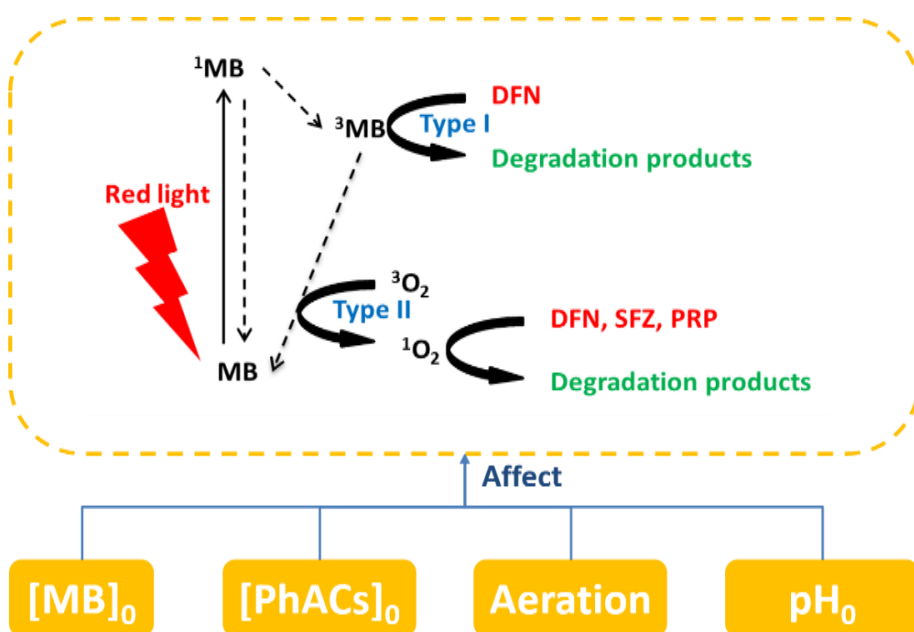 ¹MB
³MB
DFN
Type I
Degradation products
Red light
³O₂
Type II
¹O₂
DFN, SFZ, PRP
MB
Degradation products
Affect
[MB]₀
[PhACs]₀
Aeration
pH₀